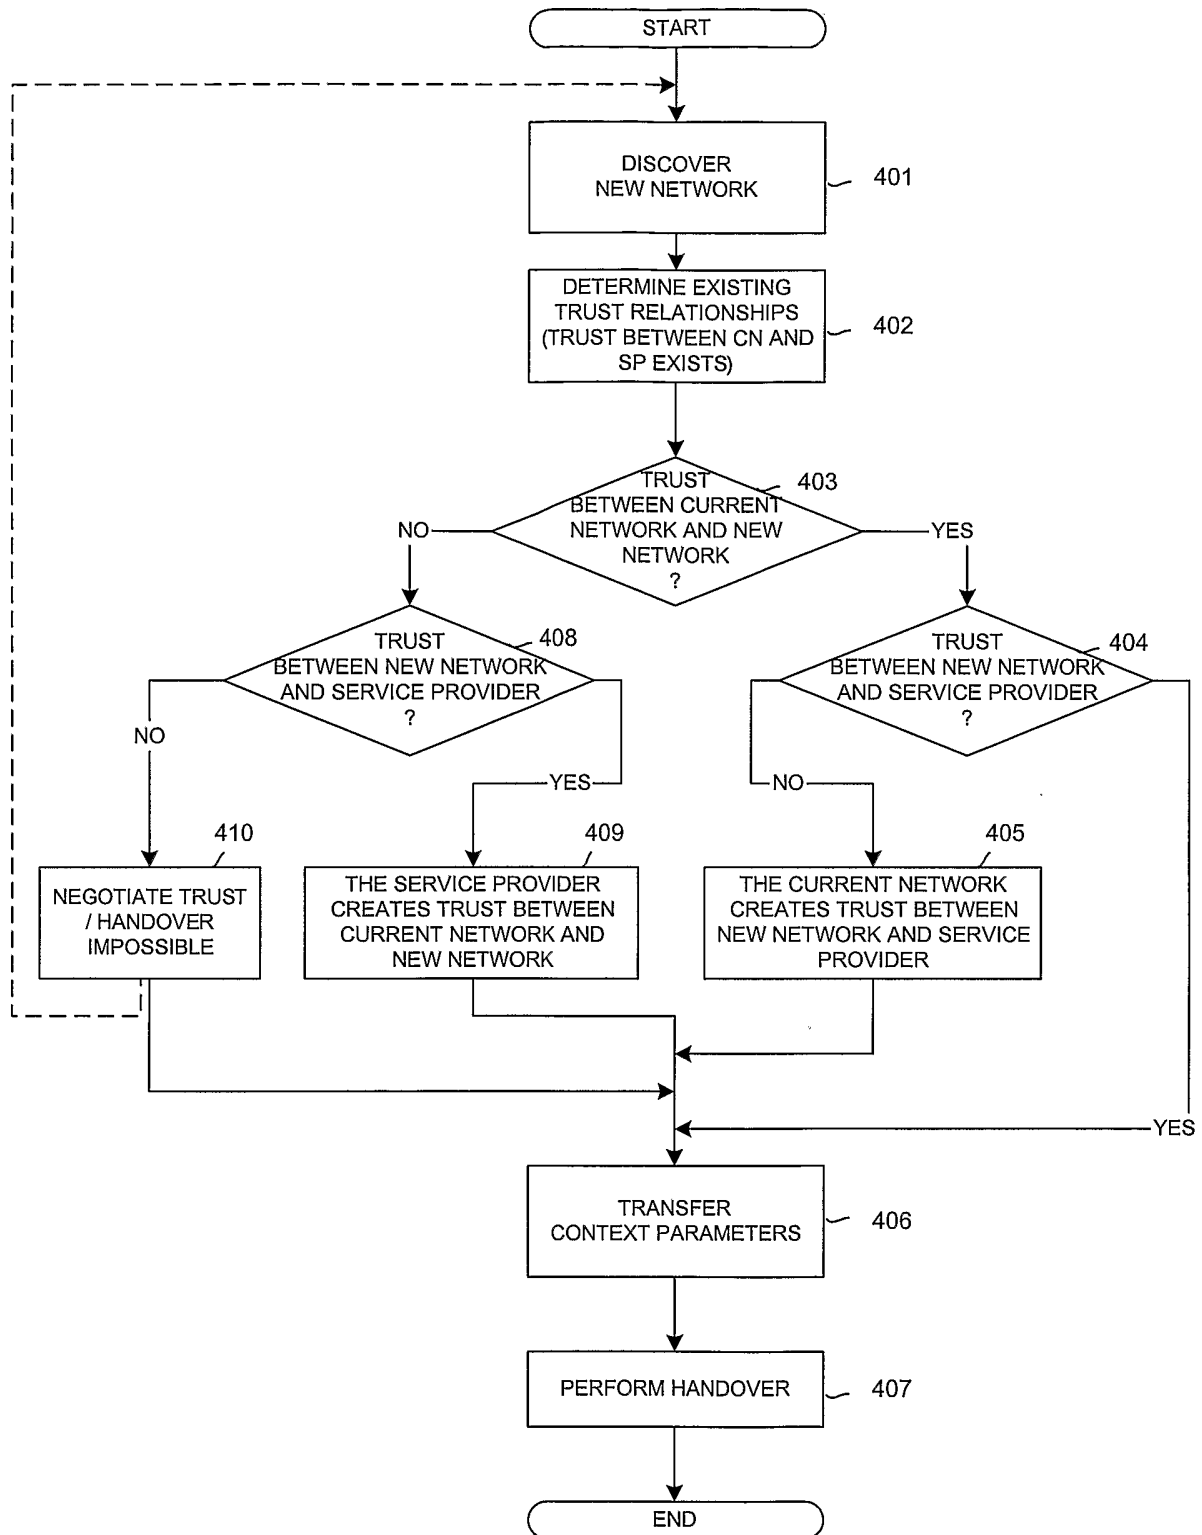 START
DISCOVER
NEW NETWORK
401
DETERMINE EXISTING
TRUST RELATIONSHIPS
(TRUST BETWEEN CN AND
SP EXISTS)
402
TRUST
BETWEEN CURRENT
NETWORK AND NEW
NETWORK
?
403
NO
YES
TRUST
BETWEEN NEW NETWORK
AND SERVICE PROVIDER
?
408
TRUST
BETWEEN NEW NETWORK
AND SERVICE PROVIDER
?
404
NO
YES
NO
410
NEGOTIATE TRUST
/ HANDOVER
IMPOSSIBLE
409
THE SERVICE PROVIDER
CREATES TRUST BETWEEN
CURRENT NETWORK AND
NEW NETWORK
405
THE CURRENT NETWORK
CREATES TRUST BETWEEN
NEW NETWORK AND SERVICE
PROVIDER
YES
TRANSFER
CONTEXT PARAMETERS
406
PERFORM HANDOVER
407
END